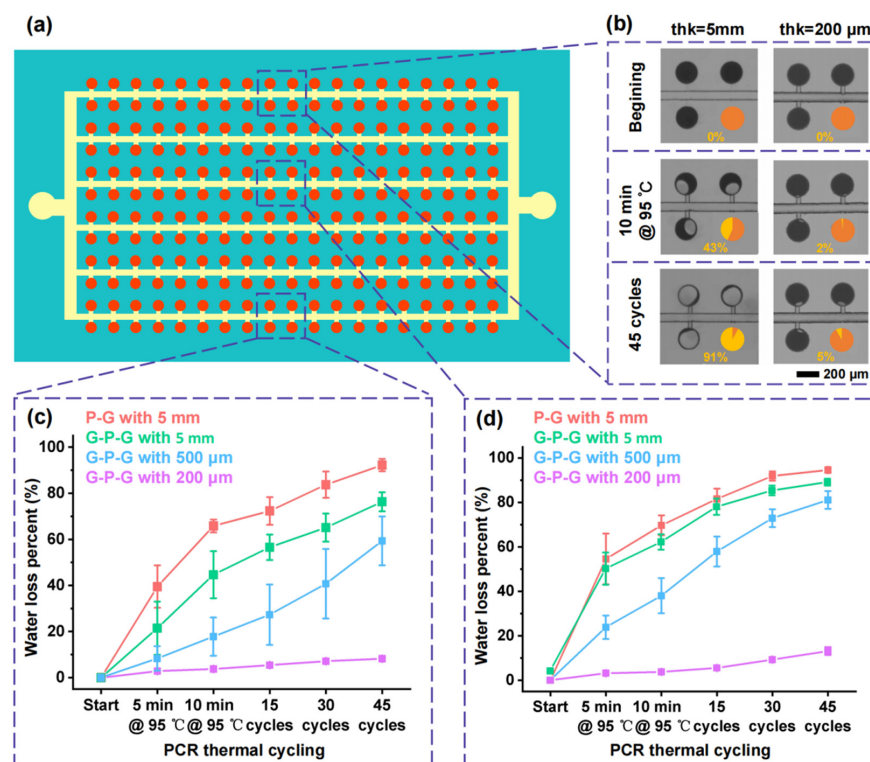 (a)
(b)
thk=5mm
thk=200 μm
Begining
0%
0%
10 min
@ 95 ℃
43%
2%
45 cycles
91%
5%
200 μm
(c)
P-G with 5 mm
G-P-G with 5 mm
G-P-G with 500 μm
G-P-G with 200 μm
Water loss percent (%)
100
80
60
40
20
0
Start
5 min
@ 95 ℃
10 min
@ 95 ℃
15
cycles
30
cycles
45
cycles
PCR thermal cycling
(d)
P-G with 5 mm
G-P-G with 5 mm
G-P-G with 500 μm
G-P-G with 200 μm
Water loss percent (%)
100
80
60
40
20
0
Start
5 min
@ 95 ℃
10 min
@ 95 ℃
15
cycles
30
cycles
45
cycles
PCR thermal cycling